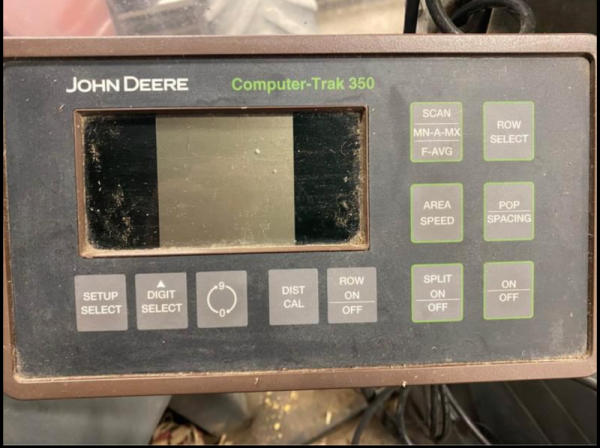 JOHN DEERE
Computer-Trak 350
SCAN
MN-A-MX
F-AVG
ROW
SELECT
AREA
SPEED
POP
SPACING
SETUP
SELECT
DIGIT
SELECT
9
0
DIST
CAL
ROW
ON
OFF
SPLIT
ON
OFF
ON
OFF